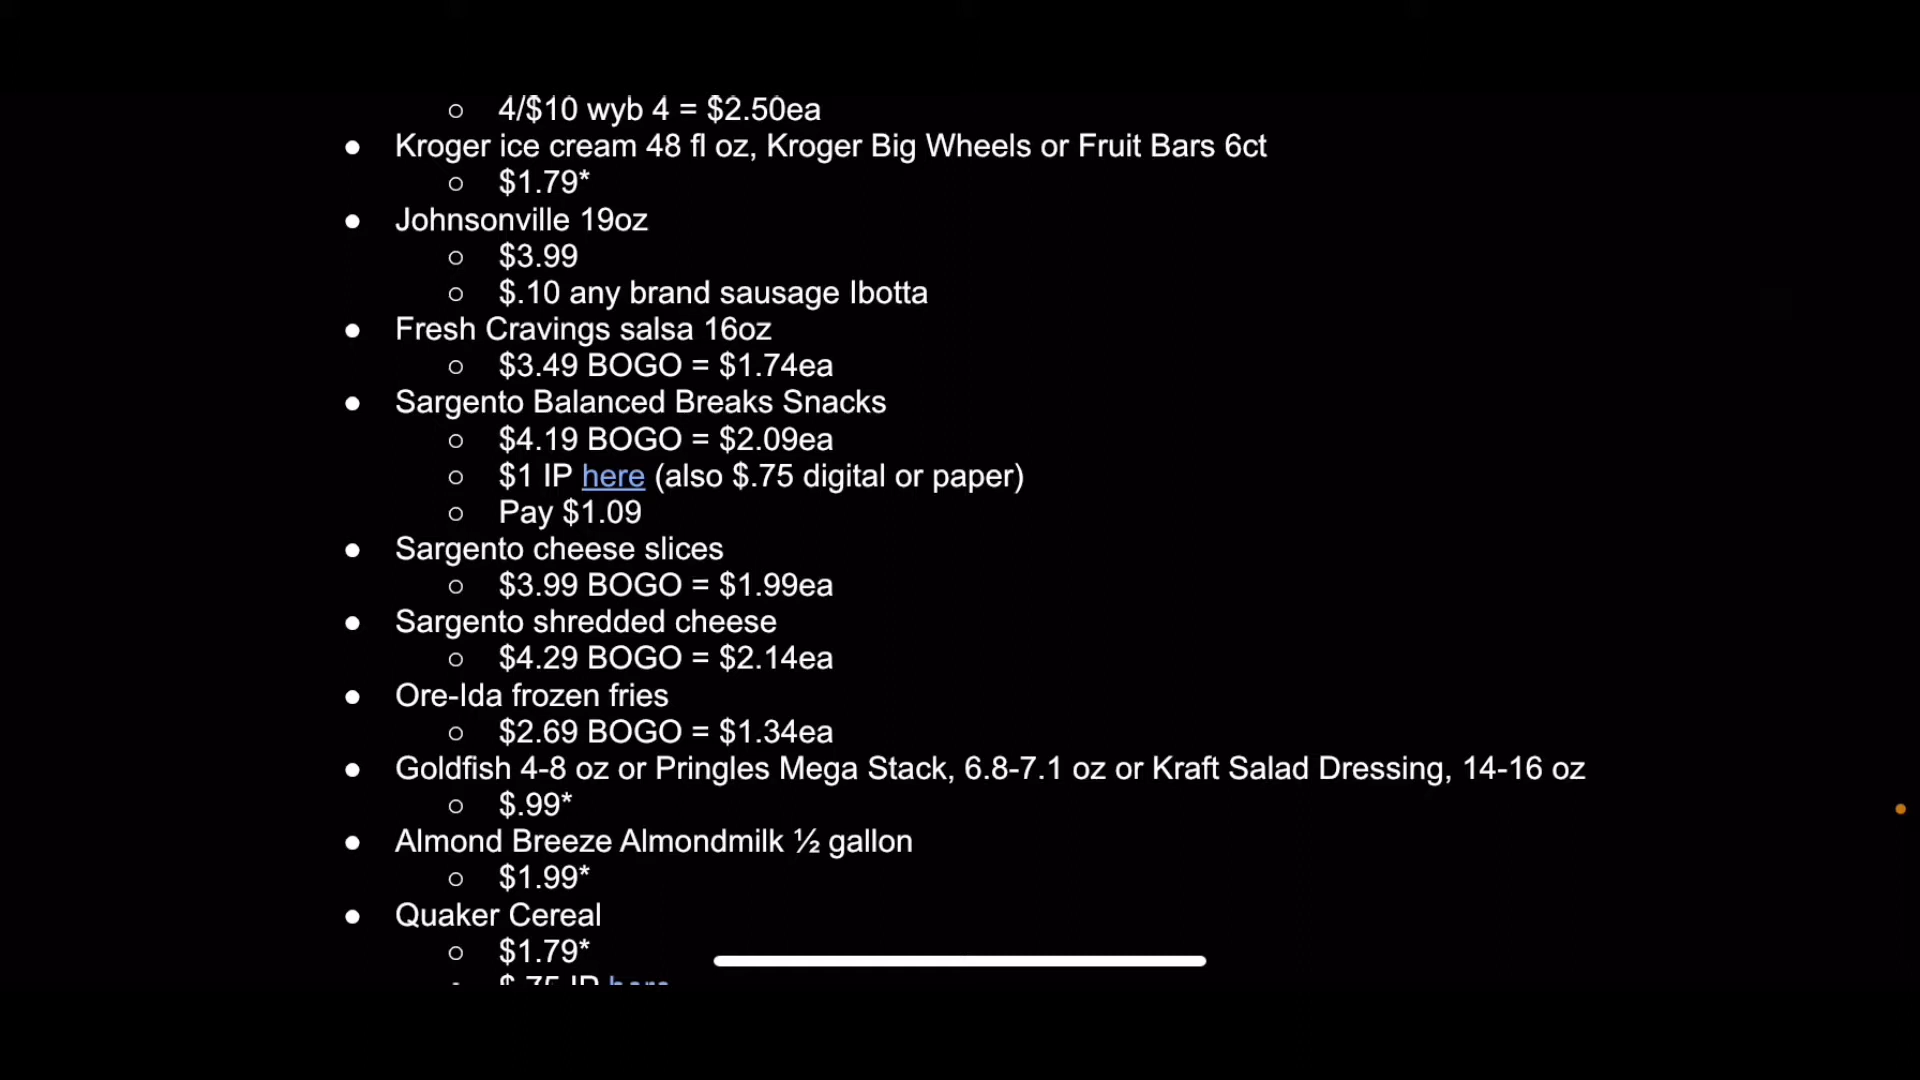 4/$10 wyb 4 = $2.50ea
Kroger ice cream 48 fl oz, Kroger Big Wheels or Fruit Bars 6ct
$1.79*
Johnsonville 19oz
$3.99
$.10 any brand sausage Ibotta
Fresh Cravings salsa 16oz
$3.49 BOGO = $1.74ea
Sargento Balanced Breaks Snacks
$4.19 BOGO = $2.09ea
$1 IP here (also $.75 digital or paper)
Pay $1.09
Sargento cheese slices
$3.99 BOGO = $1.99ea
Sargento shredded cheese
$4.29 BOGO = $2.14ea
Ore-Ida frozen fries
$2.69 BOGO = $1.34ea
Goldfish 4-8 oz or Pringles Mega Stack, 6.8-7.1 oz or Kraft Salad Dressing, 14-16 oz
$.99*
Almond Breeze Almondmilk ½ gallon
$1.99*
Quaker Cereal
$1.79*
$.75 IP here